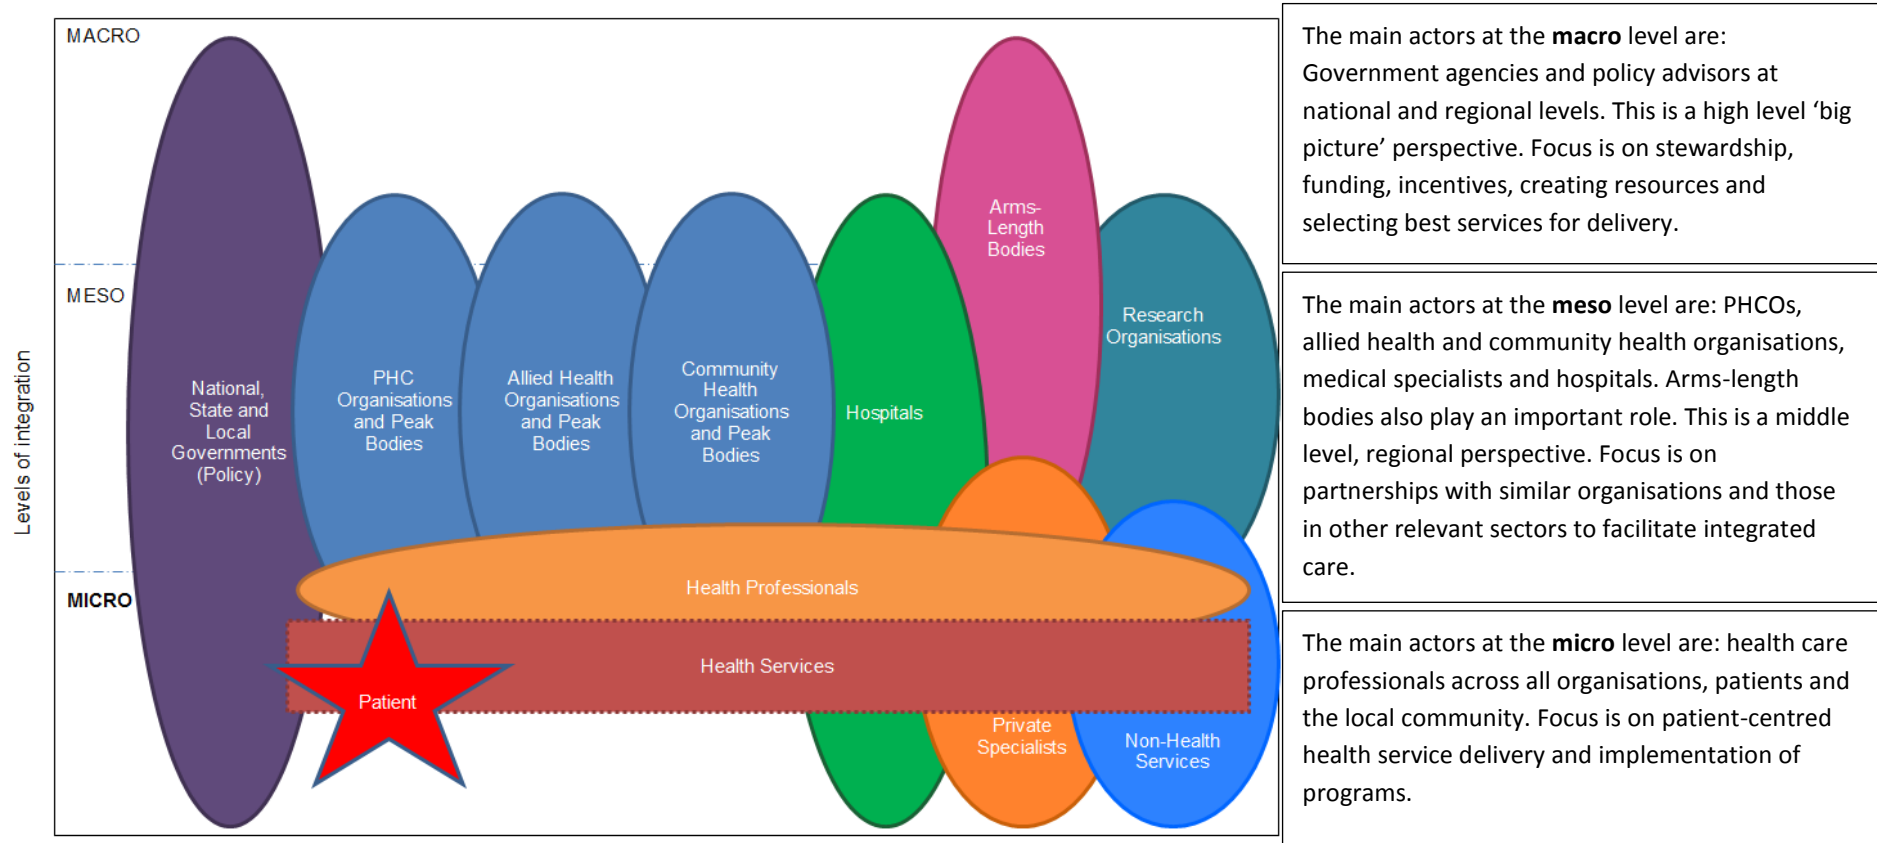 MACRO
MESO
MICRO
Levels of integration
National,
State and
Local
Governments
(Policy)
PHC
Organisations
and Peak
Bodies
Allied Health
Organisations
and Peak
Bodies
Community
Health
Organisations
and Peak
Bodies
Hospitals
Arms-
Length
Bodies
Research
Organisations
Health Professionals
Health Services
Patient
Private
Specialists
Non-Health
Services
The main actors at the macro level are:
Government agencies and policy advisors at
national and regional levels. This is a high level ‘big
picture’ perspective. Focus is on stewardship,
funding, incentives, creating resources and
selecting best services for delivery.
The main actors at the meso level are: PHCOs,
allied health and community health organisations,
medical specialists and hospitals. Arms-length
bodies also play an important role. This is a middle
level, regional perspective. Focus is on
partnerships with similar organisations and those
in other relevant sectors to facilitate integrated
care.
The main actors at the micro level are: health care
professionals across all organisations, patients and
the local community. Focus is on patient-centred
health service delivery and implementation of
programs.